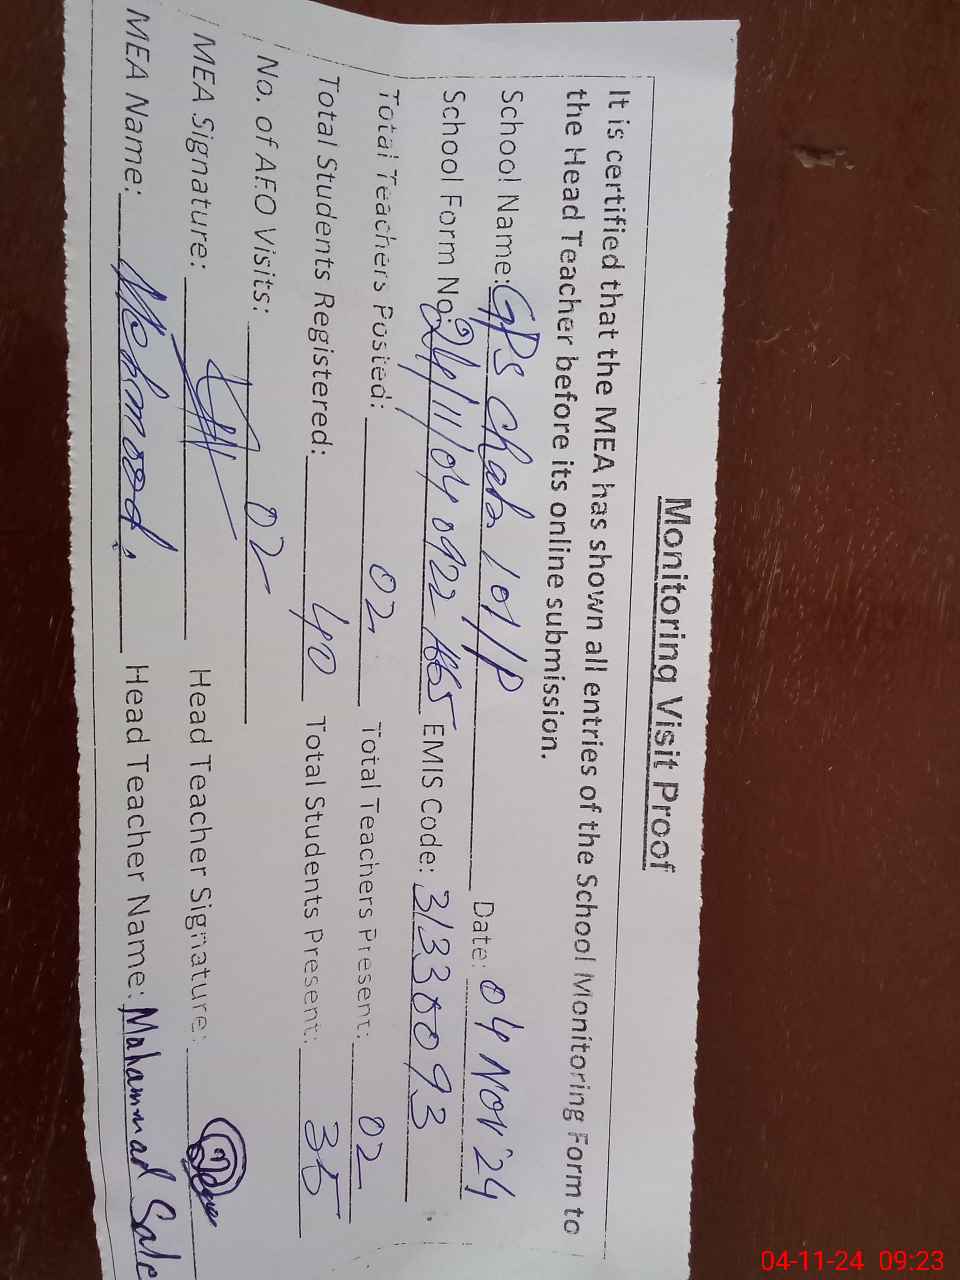 Monitoring Visit Proof
It is certified that the MEA has shown all entries of the School Monitoring Form to
the Head Teacher before its online submission.
School Name: GPS Chak 101/P Date: 04 NOV 24
School Form No: 24/11/04 0922 EMIS Code: 31330093
Total Teachers Posted: 02 Total Teachers Present: 02
Total Students Registered: 40 Total Students Present: 35
No. of AEO Visits: 02
MEA Signature: Head Teacher Signature:
MEA Name: Mehmood Head Teacher Name: Mohammad
04-11-24 09:23